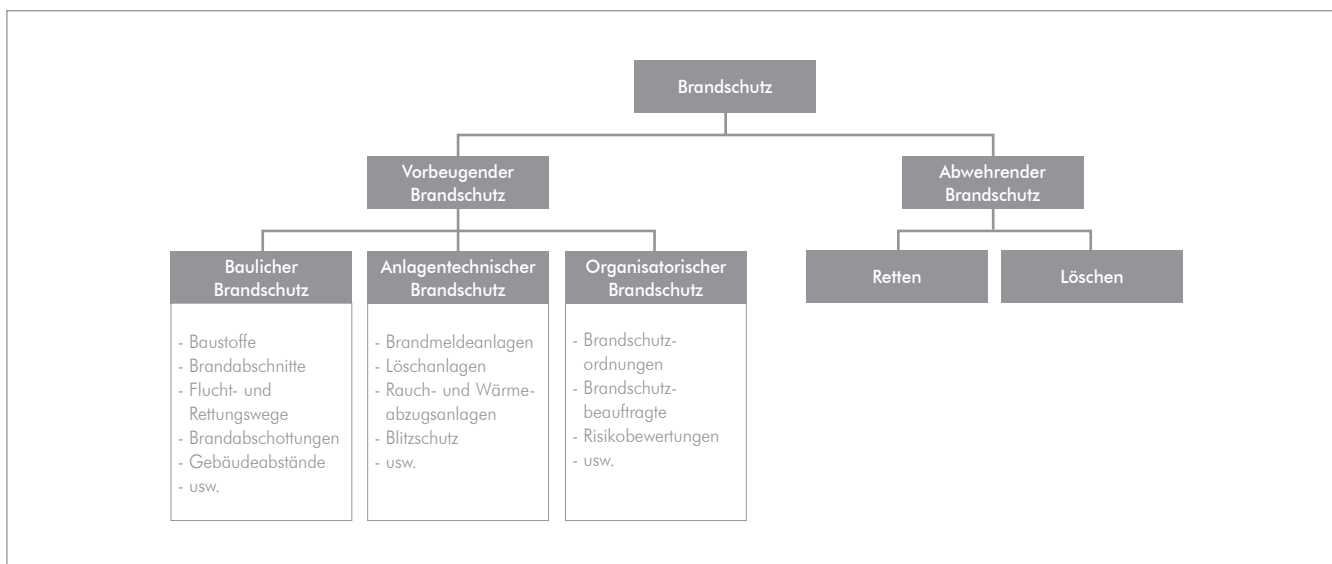 Brandschutz
Vorbeugender
Brandschutz
Abwehrender
Brandschutz
Baulicher
Brandschutz
- Baustoffe
- Brandabschnitte
- Flucht- und
Rettungswege
- Brandabschottungen
- Gebäudeabstände
- usw.
Anlagentechnischer
Brandschutz
- Brandmeldeanlagen
- Löschanlagen
- Rauch- und Wärme-
abzugsanlagen
- Blitzschutz
- usw.
Organisatorischer
Brandschutz
- Brandschutz-
ordnungen
- Brandschutz-
beauftragte
- Risikobewertungen
- usw.
Retten
Löschen